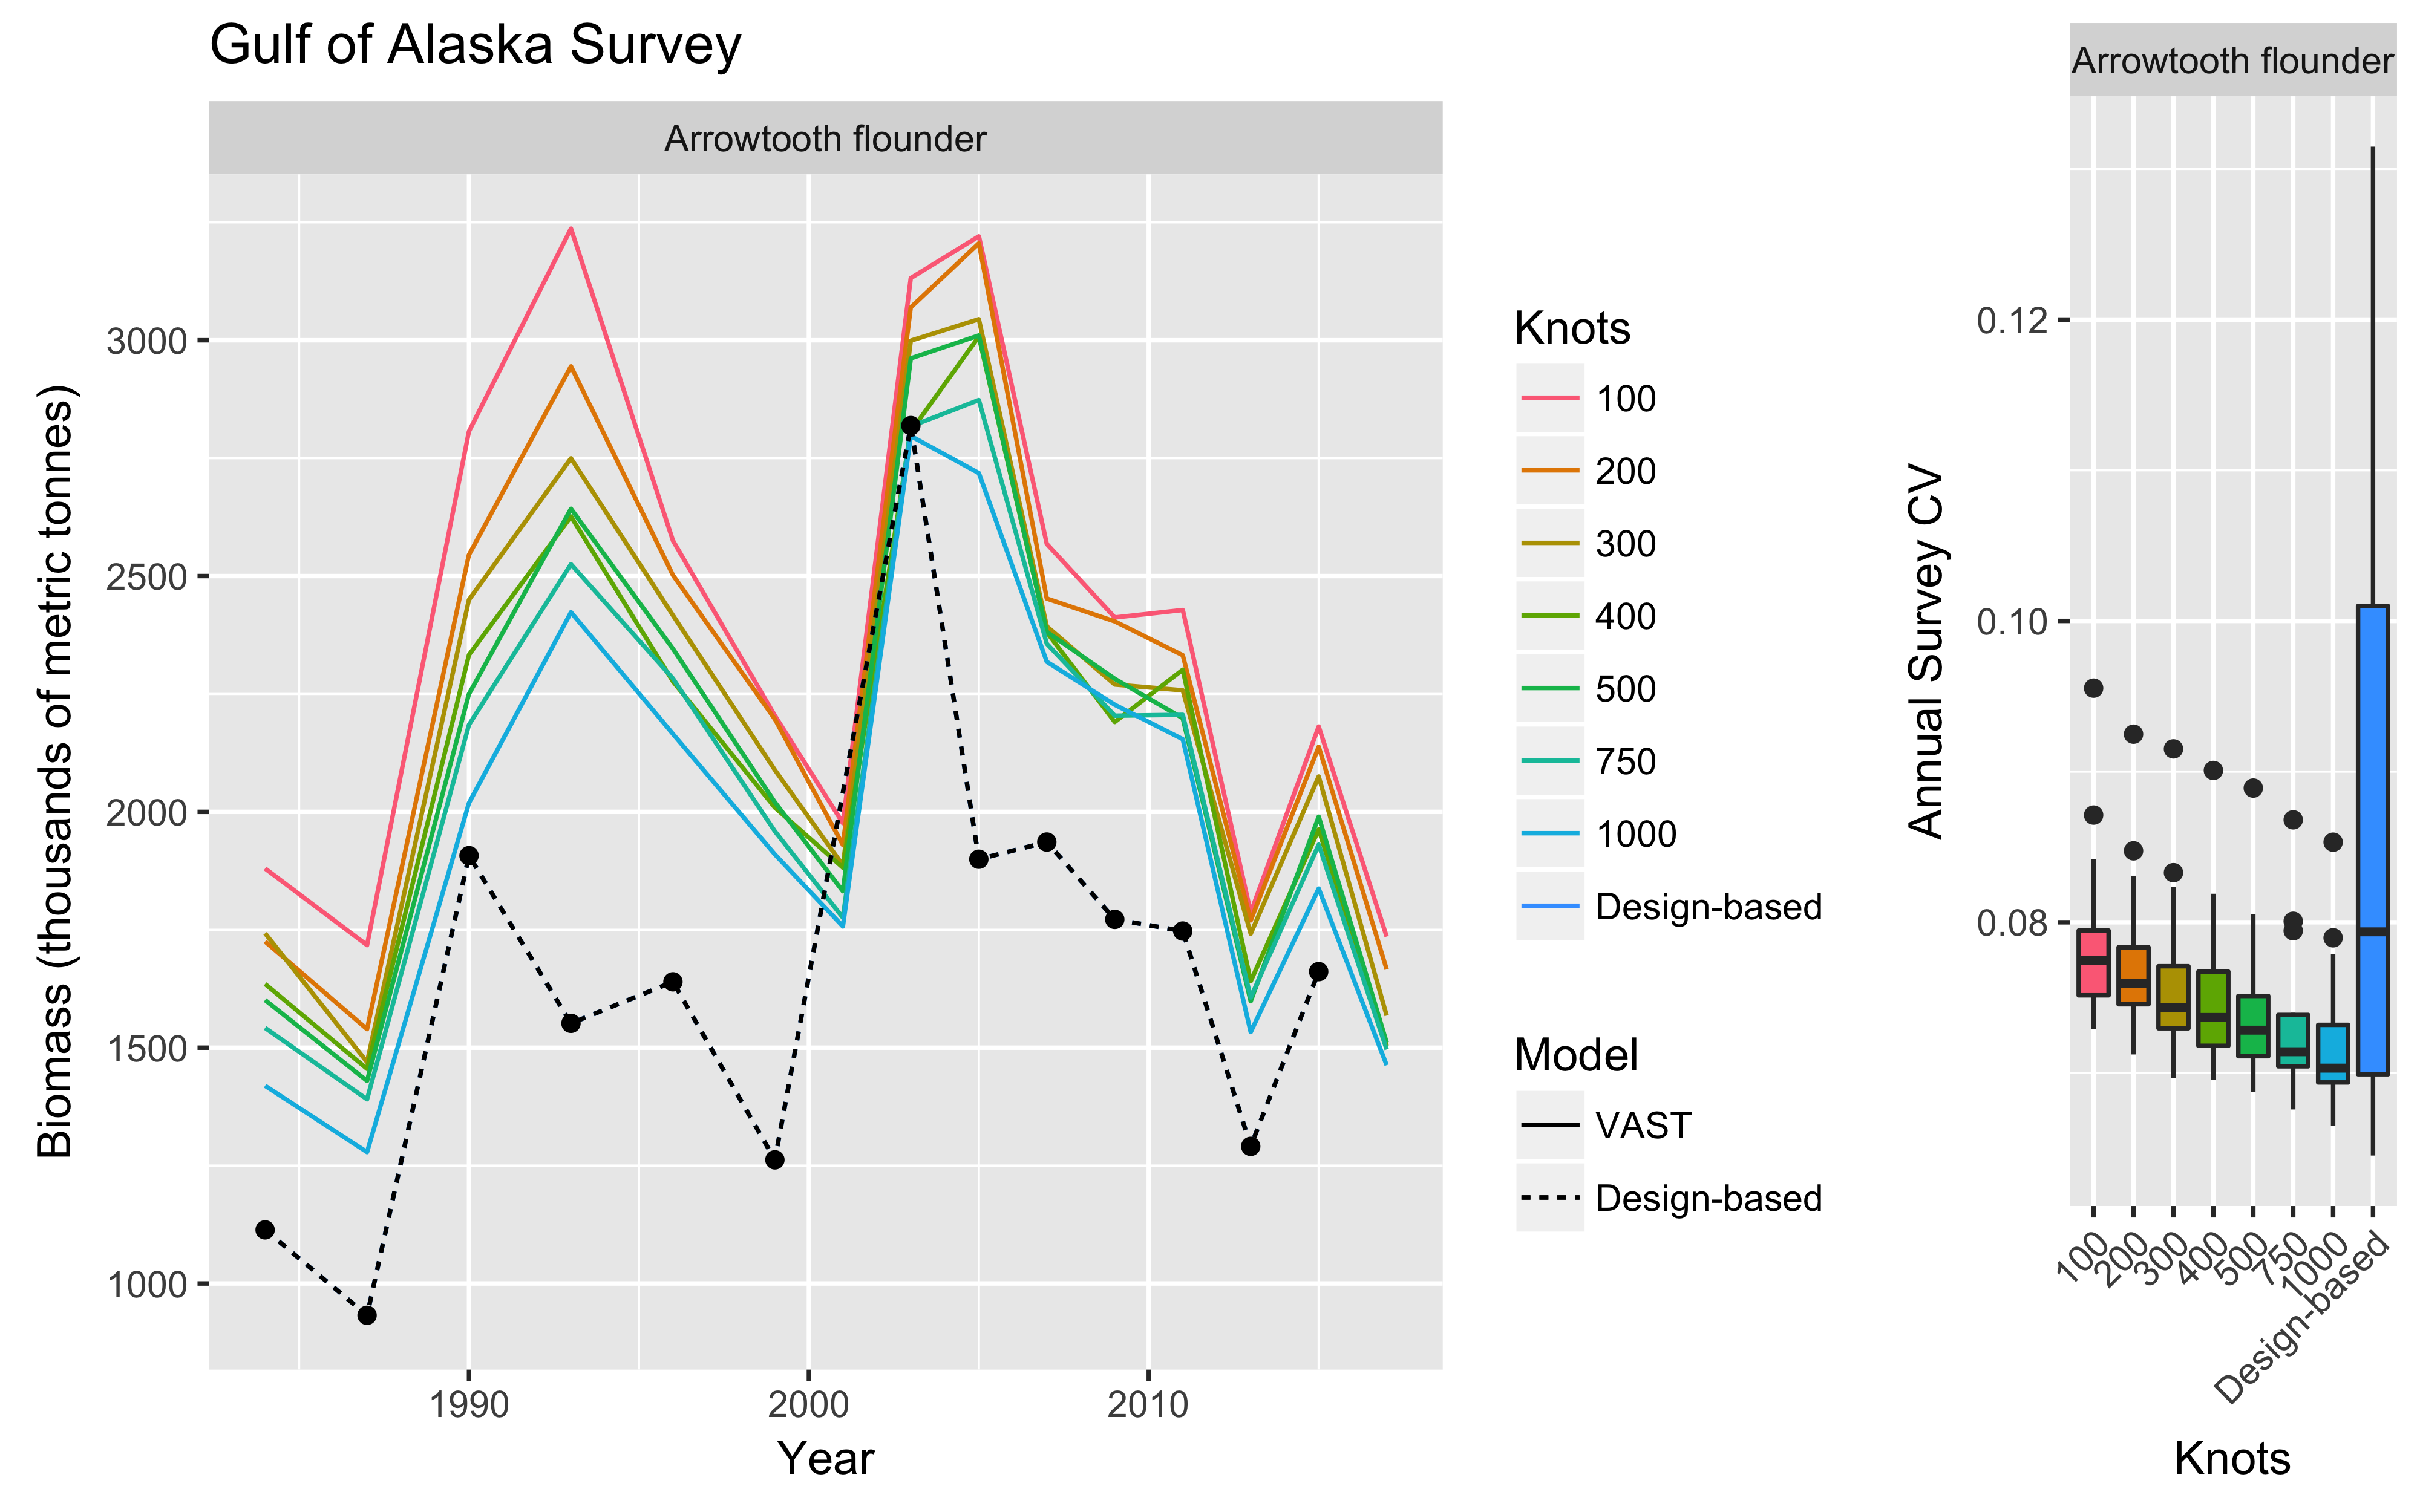 Gulf of Alaska Survey
Arrowtooth flounder
Biomass (thousands of metric tonnes)
3000
2500
2000
1500
1000
1990
2000
2010
Year
Knots
100
200
300
400
500
750
1000
Design-based
Model
VAST
Design-based
Arrowtooth flounder
Annual Survey CV
0.12
0.10
0.08
100
200
300
400
500
750
1000
Design-based
Knots